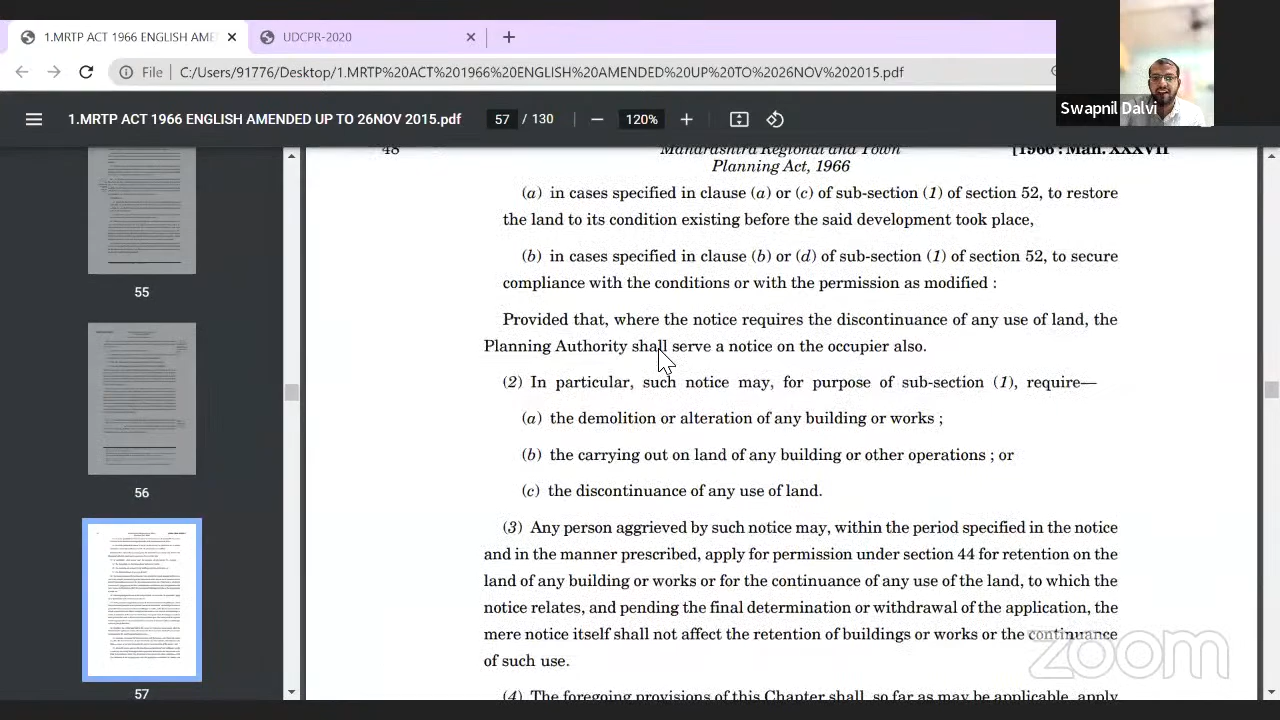 1.MRTP ACT 1966 ENGLISH AME
UDCPR-2020
File
C:/Users/91776/Desktop/1.MRTP%20ACT%201966%20ENGLISH%20AMENDED%20UP%20TO%2026NOV%202015.pdf
Swapnil Dalvi
1.MRTP ACT 1966 ENGLISH AMENDED UP TO 26NOV 2015.pdf
57 / 130
120%
48
Maharashtra Regional and Town
[1966 : Mah. XXXVII
Planning Act, 1966
(a) in cases specified in clause (a) or (c) of sub-section (1) of section 52, to restore
the land to its condition existing before the said development took place,
(b) in cases specified in clause (b) or (d) of sub-section (1) of section 52, to secure
compliance with the conditions or with the permission as modified :
Provided that, where the notice requires the discontinuance of any use of land, the
Planning Authority shall serve a notice on the occupier also.
(2) In particular, such notice may, for purpose of sub-section (1), require—
(a) the demolition or alteration of any building or works ;
(b) the carrying out on land of any building or other operations ; or
(c) the discontinuance of any use of land.
(3) Any person aggrieved by such notice may, within the period specified in the notice
and in the manner prescribed, apply for permission under section 44 for retention on the
land of any building or works or for the continuance of any use of the land, to which the
notice relates, and pending the final determination or withdrawal of the application, the
mere notice itself shall not affect the retention of buildings or works or the continuance
of such use.
(4) The foregoing provisions of this Chapter shall, so far as may be applicable, apply
55
56
57
zoom